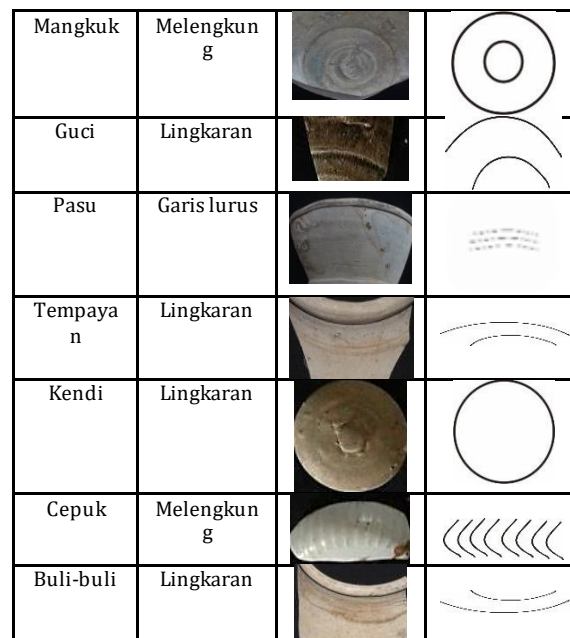 Mangkuk Melengkun
g
Guci Lingkaran
Pasu Garis lurus
Tempaya Lingkaran
n
Kendi Lingkaran
Cepuk Melengkun
g
Buli-buli Lingkaran